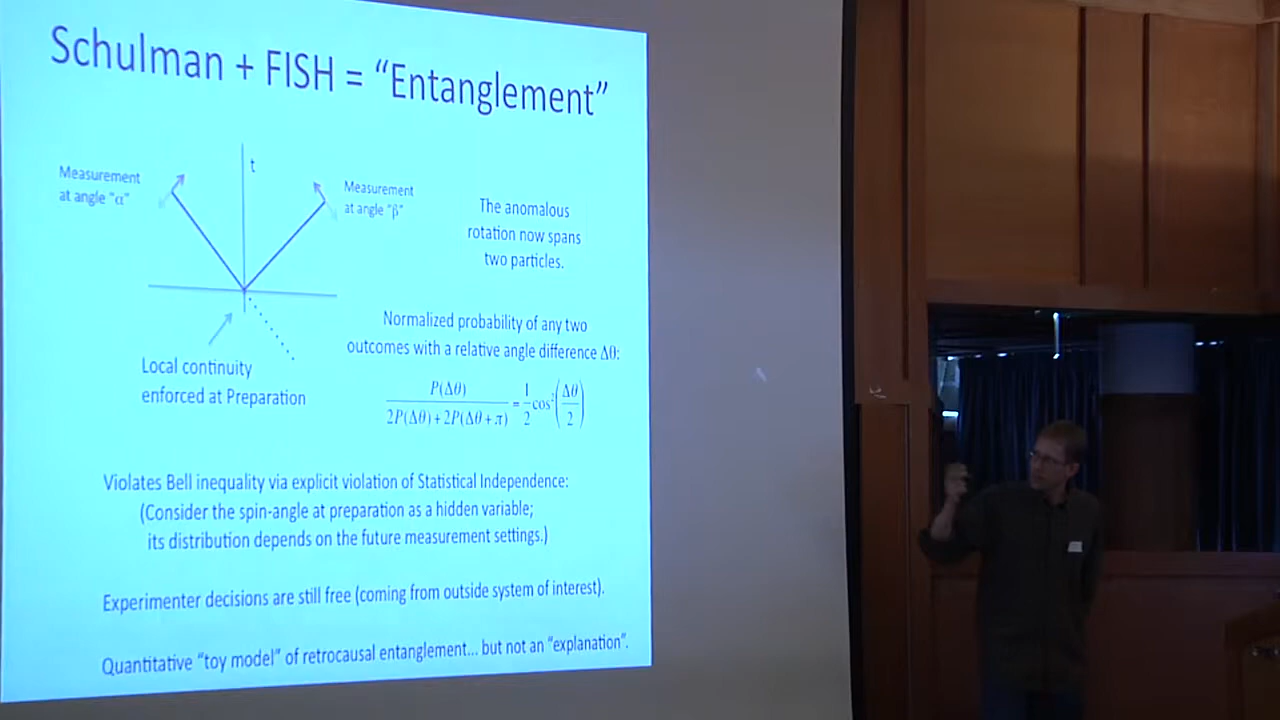 Schulman + FISH = “Entanglement”
t
Measurement
at angle “α”
Measurement
at angle “β”
The anomalous
rotation now spans
two particles.
Normalized probability of any two
outcomes with a relative angle difference Δθ:
P(Δθ) / 2P(Δθ)+2P(Δθ+π) = 1/2 cos²(Δθ/2)
Local continuity
enforced at Preparation
Violates Bell inequality via explicit violation of Statistical Independence:
(Consider the spin-angle at preparation as a hidden variable;
its distribution depends on the future measurement settings.)
Experimenter decisions are still free (coming from outside system of interest).
Quantitative “toy model” of retrocausal entanglement... but not an “explanation”.